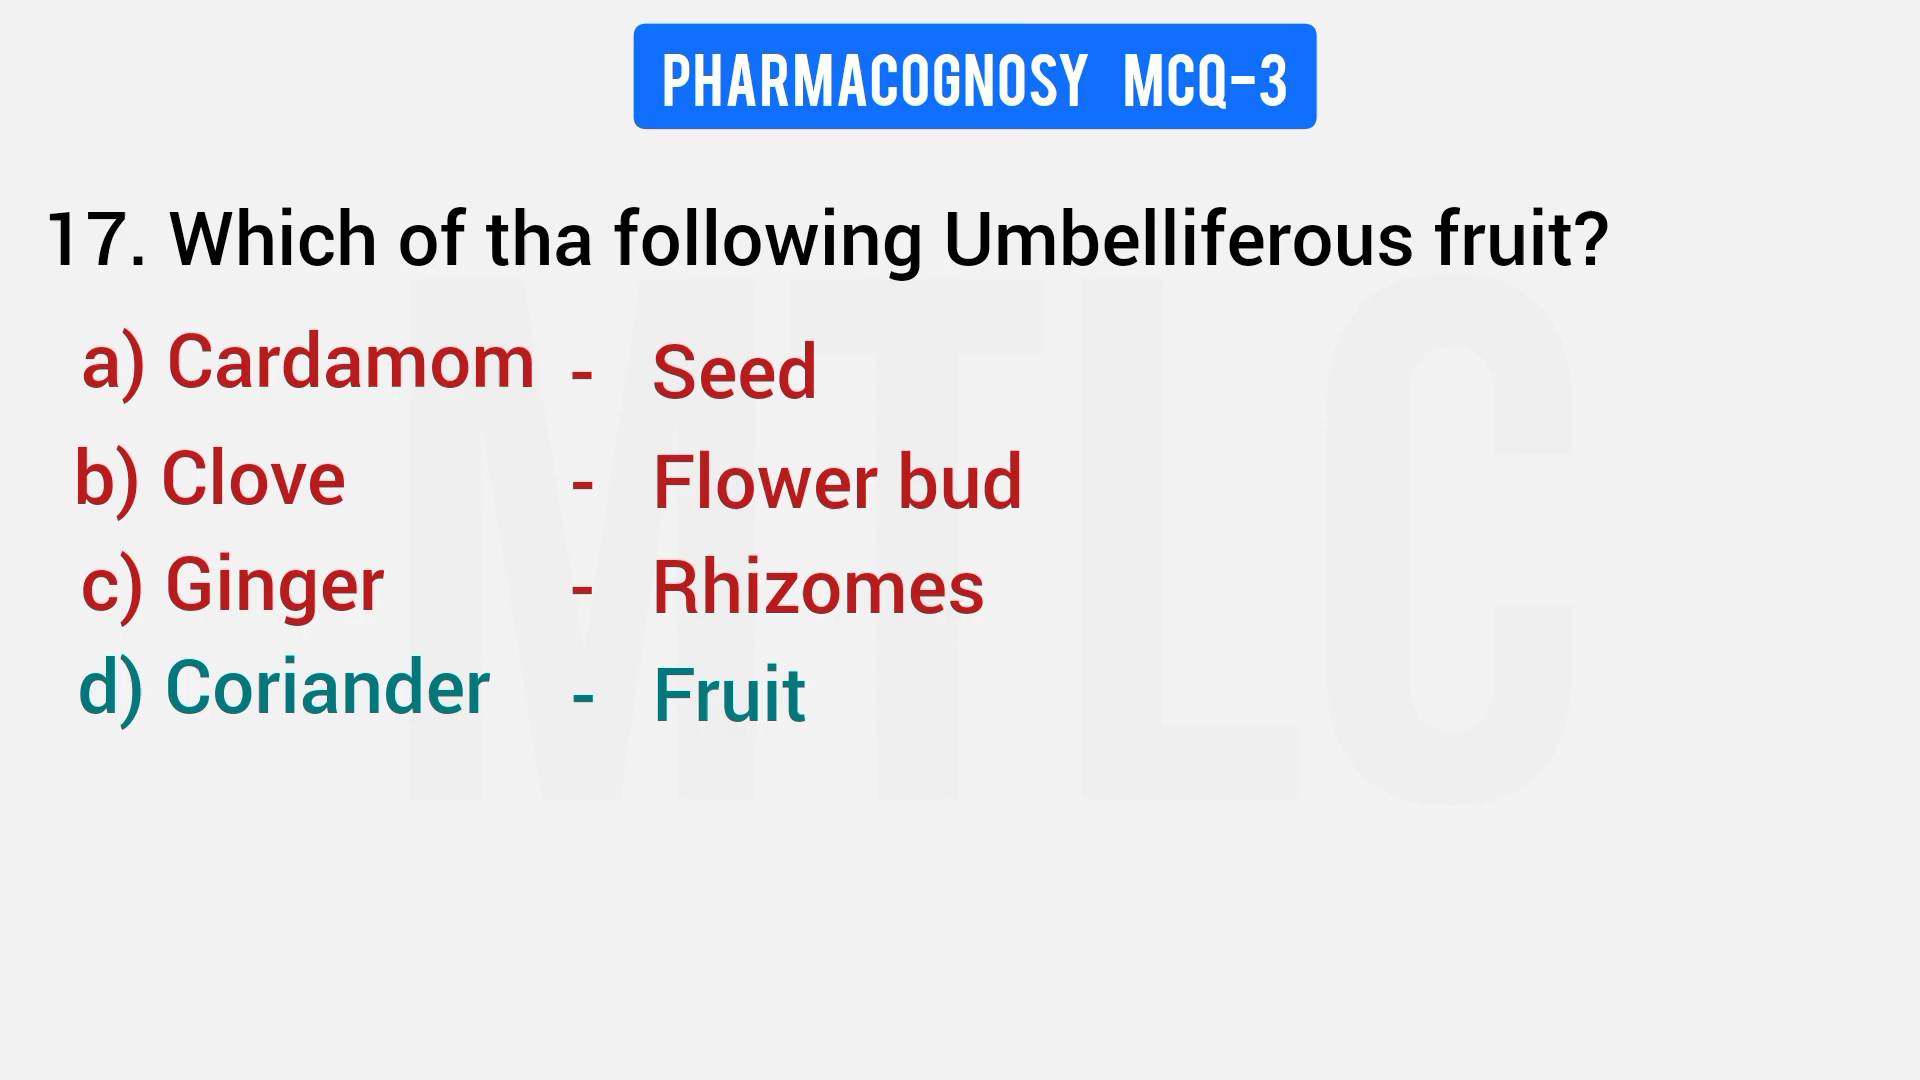 PHARMACOGNOSY MCQ-3
17. Which of tha following Umbelliferous fruit?
a) Cardamom - Seed
b) Clove - Flower bud
c) Ginger - Rhizomes
d) Coriander - Fruit
MTLC